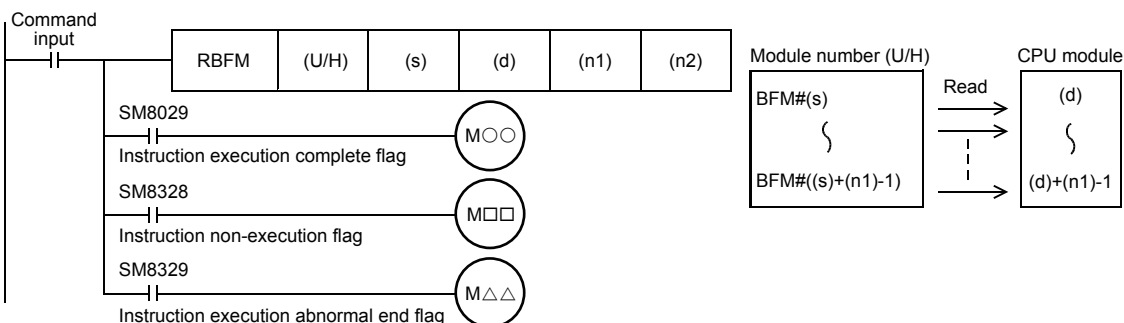 Command
input
RBFM (U/H) (s) (d) (n1) (n2)
SM8029
M○○
Instruction execution complete flag
SM8328
M□□
Instruction non-execution flag
SM8329
M△△
Instruction execution abnormal end flag
Module number (U/H) CPU module
Read
BFM#(s) (d)
BFM#((s)+(n1)-1) (d)+(n1)-1